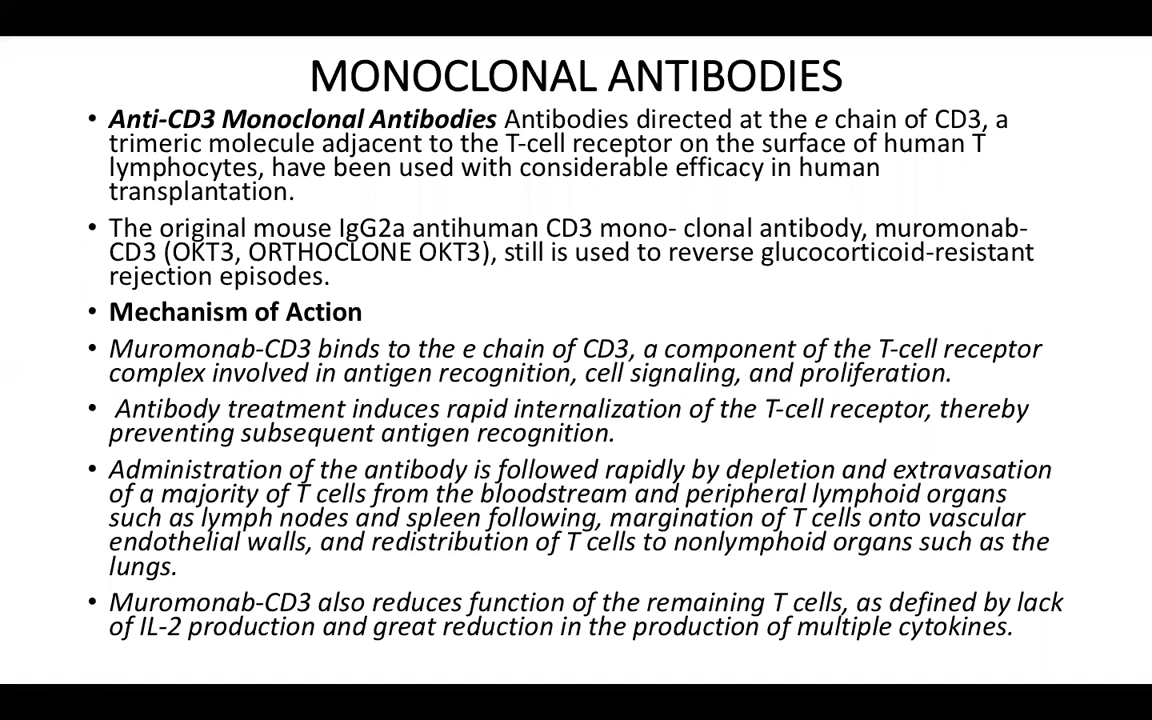 MONOCLONAL ANTIBODIES
• Anti-CD3 Monoclonal Antibodies Antibodies directed at the e chain of CD3, a
trimeric molecule adjacent to the T-cell receptor on the surface of human T
lymphocytes, have been used with considerable efficacy in human
transplantation.
• The original mouse IgG2a antihuman CD3 mono- clonal antibody, muromonab-
CD3 (OKT3, ORTHOCLONE OKT3), still is used to reverse glucocorticoid-resistant
rejection episodes.
• Mechanism of Action
• Muromonab-CD3 binds to the e chain of CD3, a component of the T-cell receptor
complex involved in antigen recognition, cell signaling, and proliferation.
• Antibody treatment induces rapid internalization of the T-cell receptor, thereby
preventing subsequent antigen recognition.
• Administration of the antibody is followed rapidly by depletion and extravasation
of a majority of T cells from the bloodstream and peripheral lymphoid organs
such as lymph nodes and spleen following, margination of T cells onto vascular
endothelial walls, and redistribution of T cells to nonlymphoid organs such as the
lungs.
• Muromonab-CD3 also reduces function of the remaining T cells, as defined by lack
of IL-2 production and great reduction in the production of multiple cytokines.